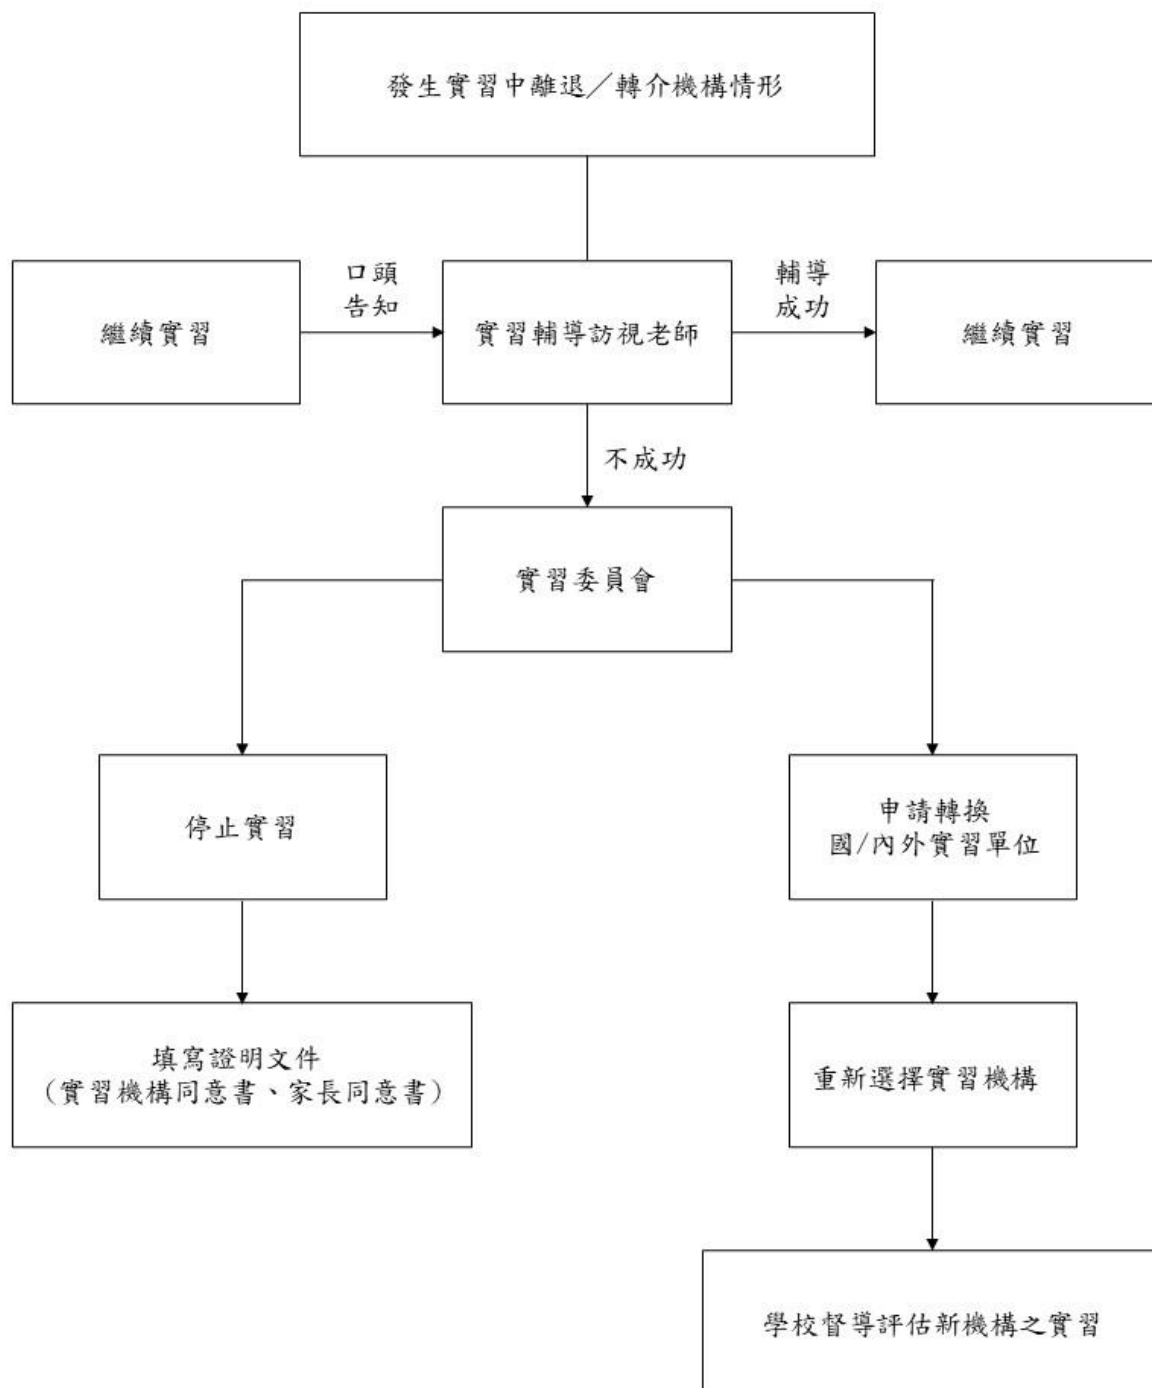 發生實習中離退／轉介機構情形
口頭
告知
輔導
成功
繼續實習
實習輔導訪視老師
繼續實習
不成功
實習委員會
停止實習
申請轉換
國/內外實習單位
填寫證明文件
（實習機構同意書、家長同意書）
重新選擇實習機構
學校督導評估新機構之實習